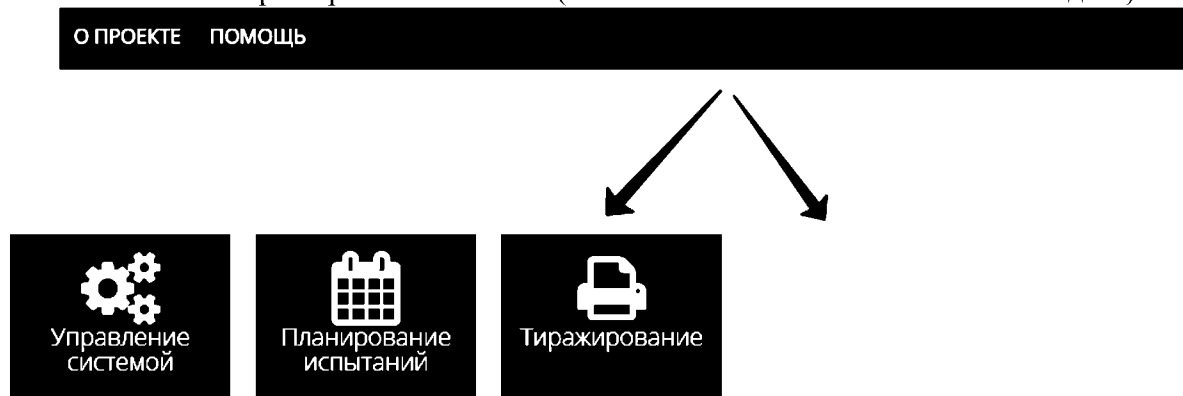 О ПРОЕКТЕ ПОМОЩЬ
Управление
системой
Планирование
испытаний
Тиражирование